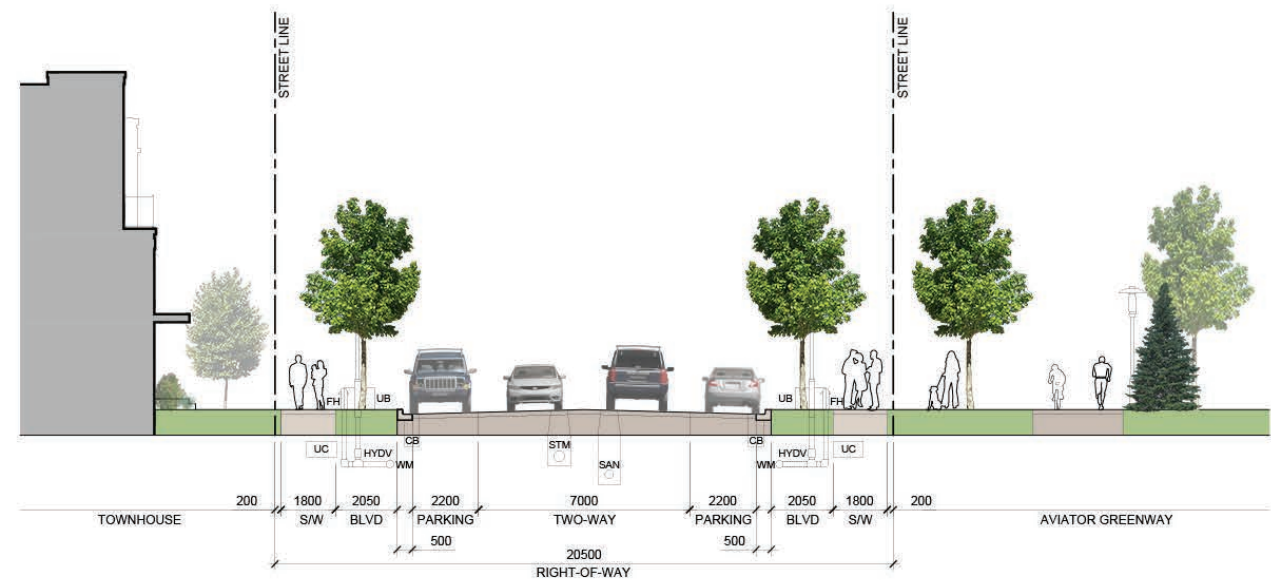 STREET LINE
STREET LINE
FH UB UB FH
CB STM CB
UC HYDV WM SAN WM HYDV UC
200 1800 2050 2200 7000 2200 2050 1800 200
TOWNHOUSE S/W BLVD PARKING TWO-WAY PARKING BLVD S/W AVIATOR GREENWAY
500 500
20500
RIGHT-OF-WAY